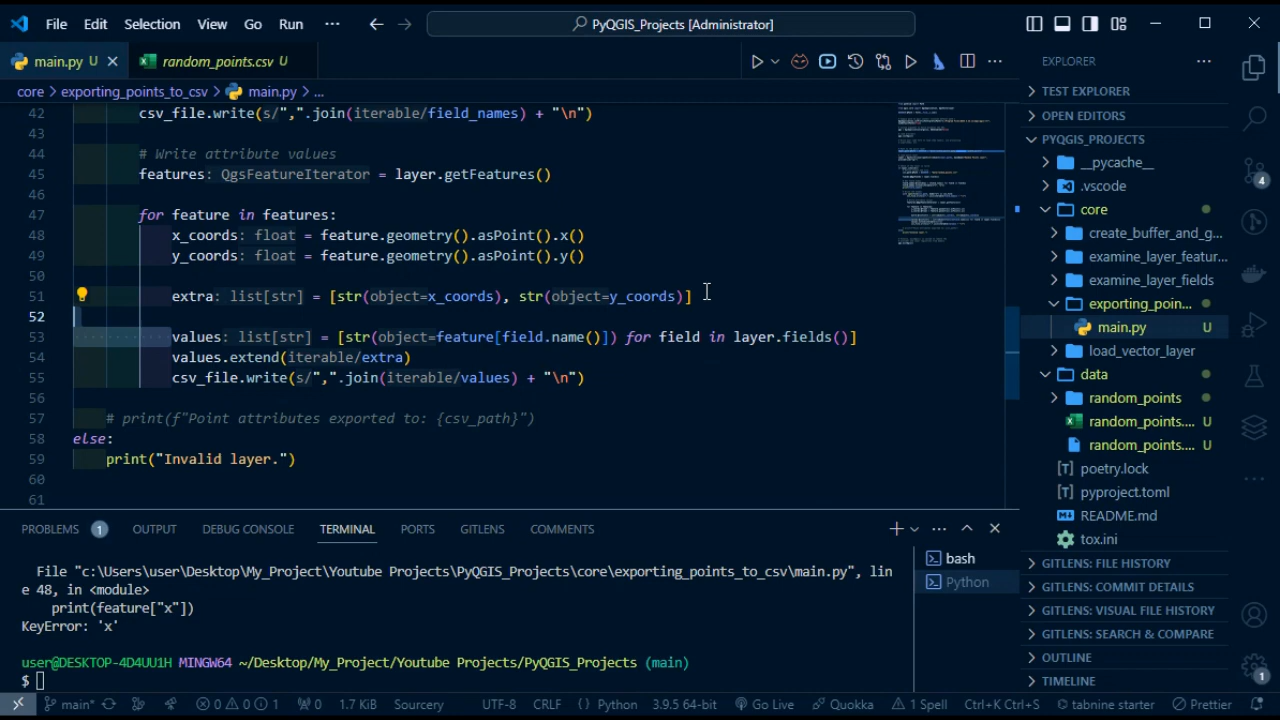 File Edit Selection View Go Run ··· PyQGIS_Projects [Administrator]
main.py U random_points.csv U
core > exporting_points_to_csv > main.py > ...
42 csv_file.write(s/",".join(iterable/field_names) + "\n")
43
44 # Write attribute values
45 features: QgsFeatureIterator = layer.getFeatures()
46
47 for feature in features:
48 x_coords: float = feature.geometry().asPoint().x()
49 y_coords: float = feature.geometry().asPoint().y()
50
51 extra: list[str] = [str(object=x_coords), str(object=y_coords)]
52
53 values: list[str] = [str(object=feature[field.name()]) for field in layer.fields()]
54 values.extend(iterable/extra)
55 csv_file.write(s/",".join(iterable/values) + "\n")
56
57 # print(f"Point attributes exported to: {csv_path}")
58 else:
59 print("Invalid layer.")
60
61
PROBLEMS 1 OUTPUT DEBUG CONSOLE TERMINAL PORTS GITLENS COMMENTS
File "c:\Users\user\Desktop\My_Project\Youtube Projects\PyQGIS_Projects\core\exporting_points_to_csv\main.py", lin
e 48, in <module>
print(feature["x"])
KeyError: 'x'
user@DESKTOP-4D4UU1H MINGW64 ~/Desktop/My_Project/Youtube Projects/PyQGIS_Projects (main)
$
bash
Python
EXPLORER ···
TEST EXPLORER
OPEN EDITORS
PYQGIS_PROJECTS
__pycache__
.vscode
core
create_buffer_and_g...
examine_layer_featur...
examine_layer_fields
exporting_poin...
main.py U
load_vector_layer
data
random_points
random_points.... U
random_points.... U
poetry.lock
pyproject.toml
README.md
tox.ini
GITLENS: FILE HISTORY
GITLENS: COMMIT DETAILS
GITLENS: VISUAL FILE HISTORY
GITLENS: SEARCH & COMPARE
OUTLINE
TIMELINE
4
1
main* 0 0 1 0 1.7 KiB Sourcery UTF-8 CRLF { } Python 3.9.5 64-bit Go Live Quokka 1 Spell Ctrl+K Ctrl+S tabnine starter Prettier